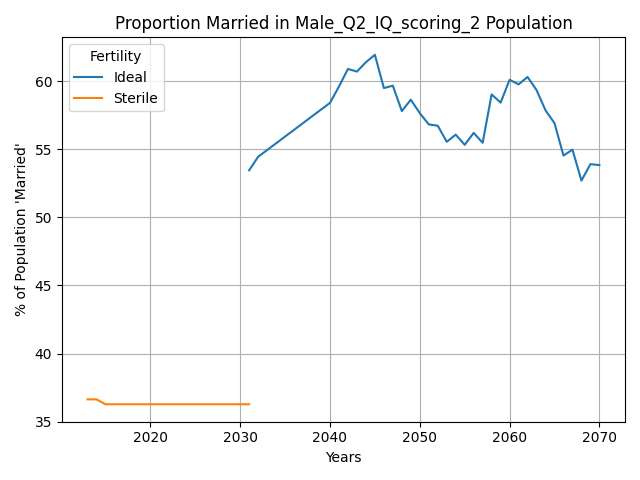 Proportion Married in Male_Q2_IQ_scoring_2 Population
Fertility
Ideal
Sterile
% of Population 'Married'
60
55
50
45
40
35
2020
2030
2040
2050
2060
2070
Years